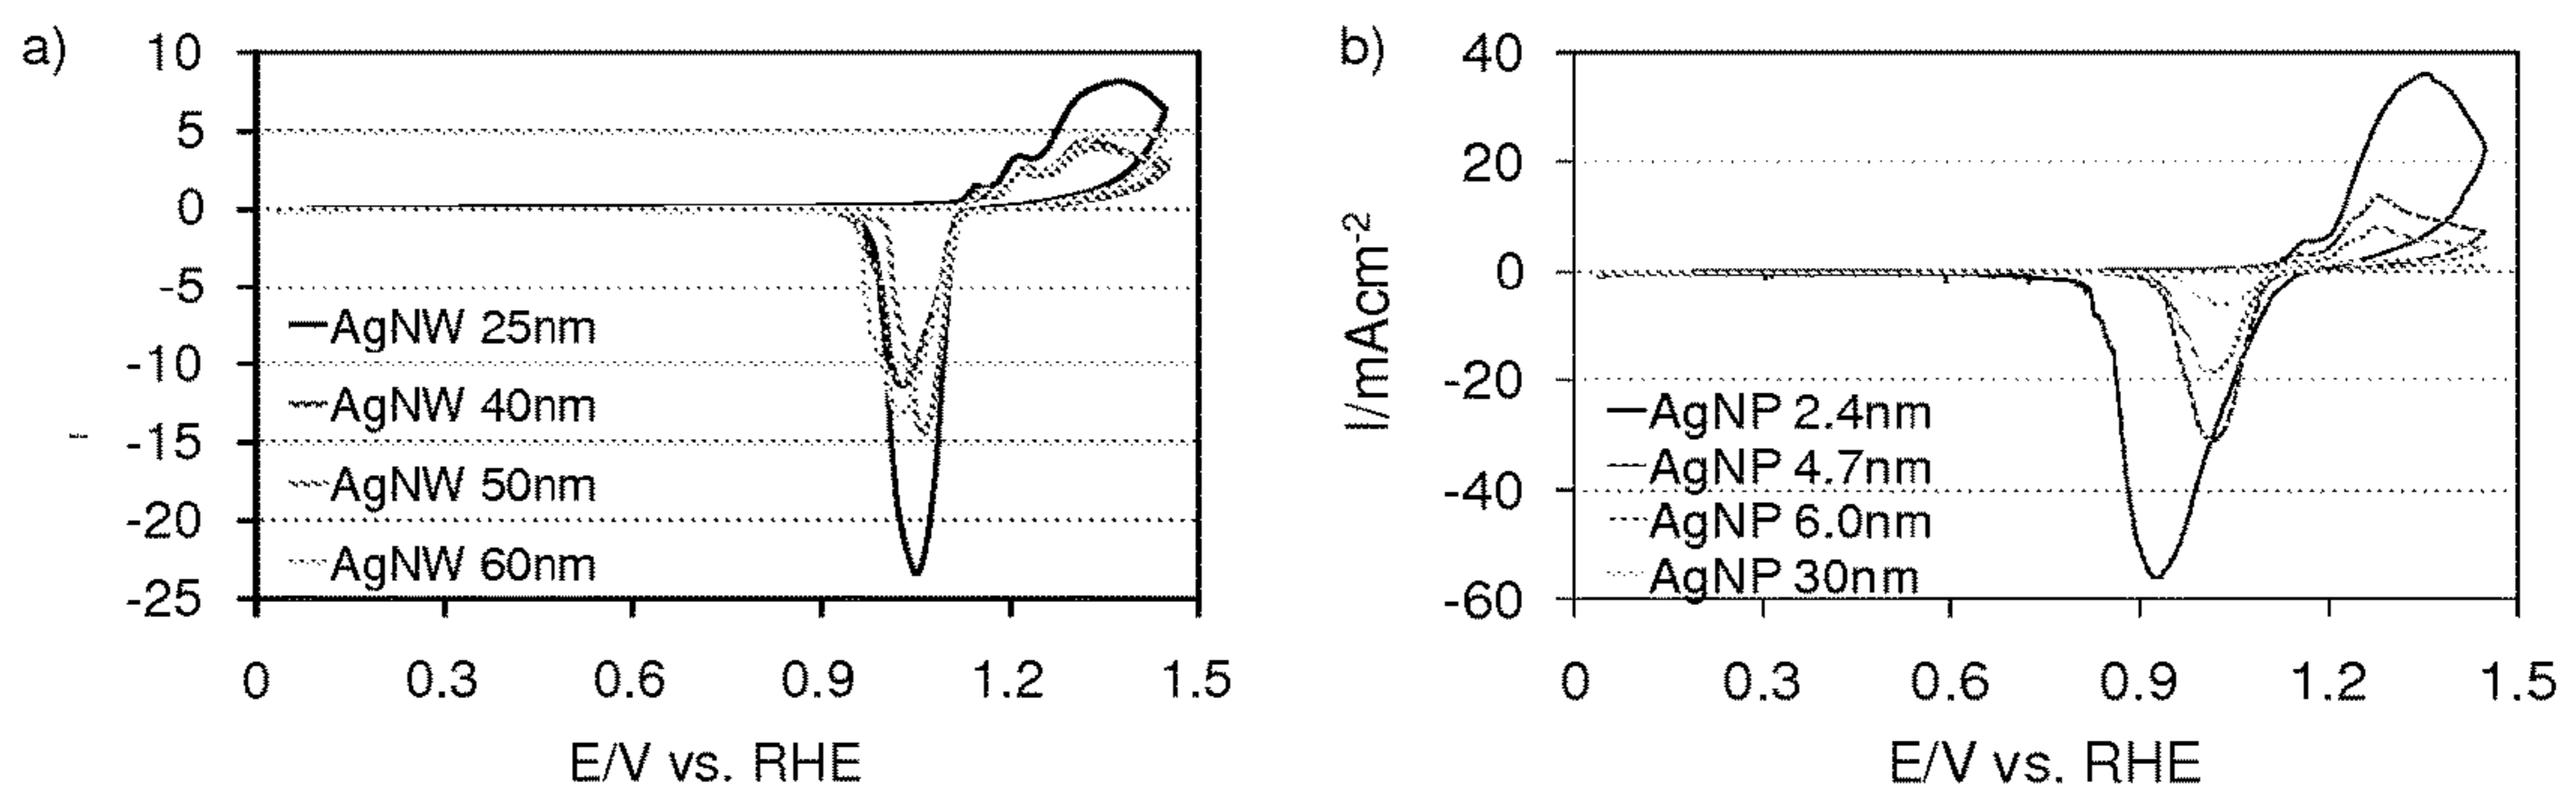 a)
10
5
0
-5
-10
-15
-20
-25
AgNW 25nm
AgNW 40nm
AgNW 50nm
AgNW 60nm
0 0.3 0.6 0.9 1.2 1.5
E/V vs. RHE
b)
I/mAcm-2
40
20
0
-20
-40
-60
AgNP 2.4nm
AgNP 4.7nm
AgNP 6.0nm
AgNP 30nm
0 0.3 0.6 0.9 1.2 1.5
E/V vs. RHE